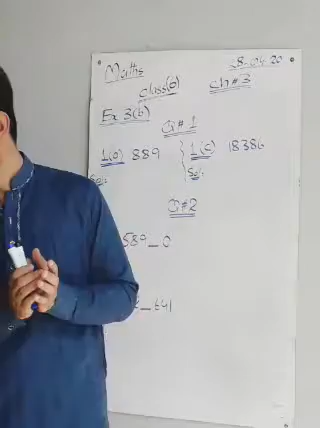 Maths 28-04-20
class(6) ch#3
Ex 3(b)
Q#1
1(a) 889 1(c) 18386
Sol: Sol:
Q#2
589_0